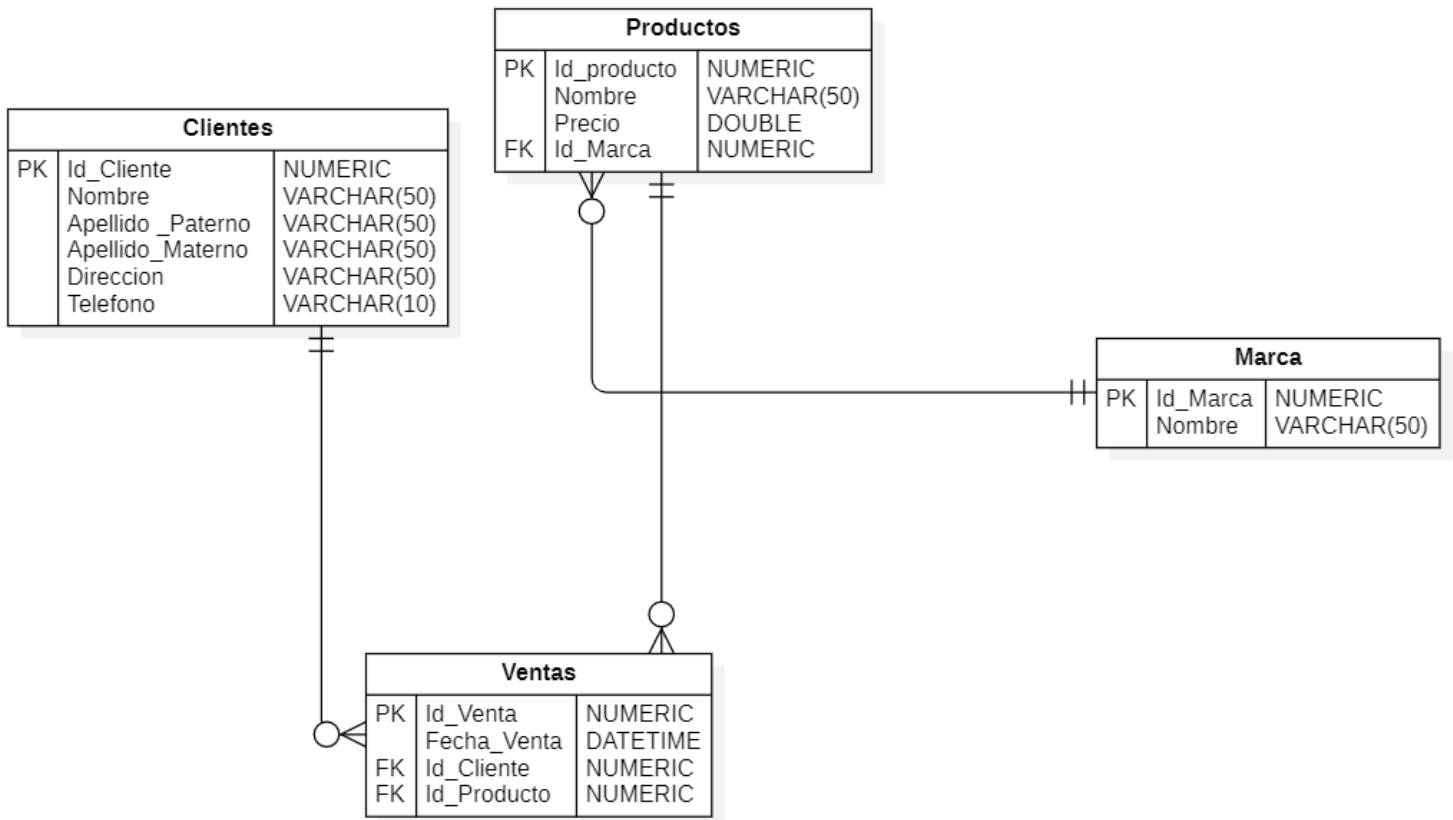 Productos
PK Id_producto NUMERIC
Nombre VARCHAR(50)
Precio DOUBLE
FK Id_Marca NUMERIC
Clientes
PK Id_Cliente NUMERIC
Nombre VARCHAR(50)
Apellido _Paterno VARCHAR(50)
Apellido_Materno VARCHAR(50)
Direccion VARCHAR(50)
Telefono VARCHAR(10)
Marca
PK Id_Marca NUMERIC
Nombre VARCHAR(50)
Ventas
PK Id_Venta NUMERIC
Fecha_Venta DATETIME
FK Id_Cliente NUMERIC
FK Id_Producto NUMERIC